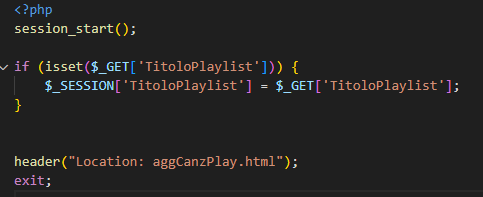 <?php
session_start();
if (isset($_GET['TitoloPlaylist'])) {
$_SESSION['TitoloPlaylist'] = $_GET['TitoloPlaylist'];
}
header("Location: aggCanzPlay.html");
exit;